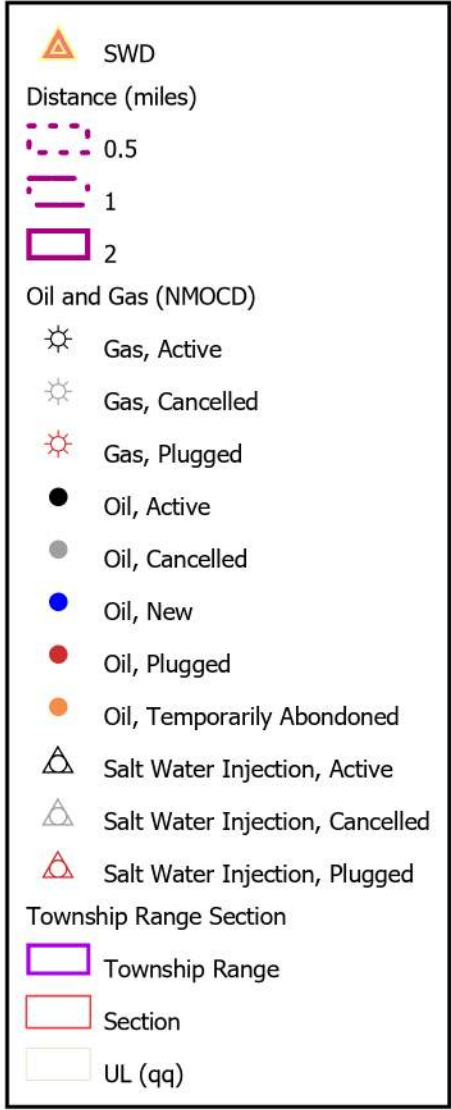 SWD
Distance (miles)
0.5
1
2
Oil and Gas (NMOCD)
Gas, Active
Gas, Cancelled
Gas, Plugged
Oil, Active
Oil, Cancelled
Oil, New
Oil, Plugged
Oil, Temporarily Abondoned
Salt Water Injection, Active
Salt Water Injection, Cancelled
Salt Water Injection, Plugged
Township Range Section
Township Range
Section
UL (qq)